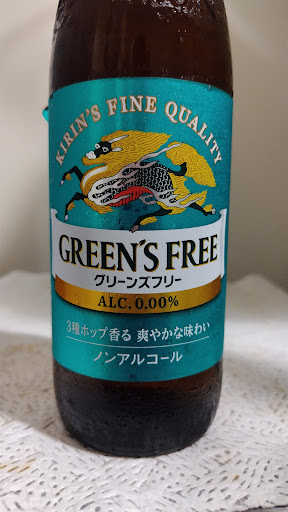 KIRIN'S FINE QUALITY
GREEN'S FREE
グリーンズフリー
ALC. 0.00%
3種ホップ香る 爽やかな味わい
ノンアルコール